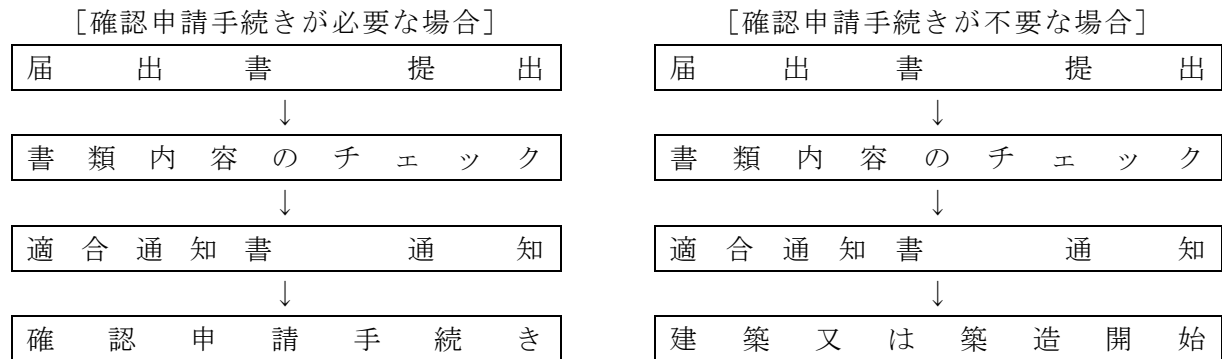 [確認申請手続きが必要な場合]
届出書 提出
↓
書類内容のチェック
↓
適合通知書 通知
↓
確認申請手続き
[確認申請手続きが不要な場合]
届出書 提出
↓
書類内容のチェック
↓
適合通知書 通知
↓
建築又は築造開始